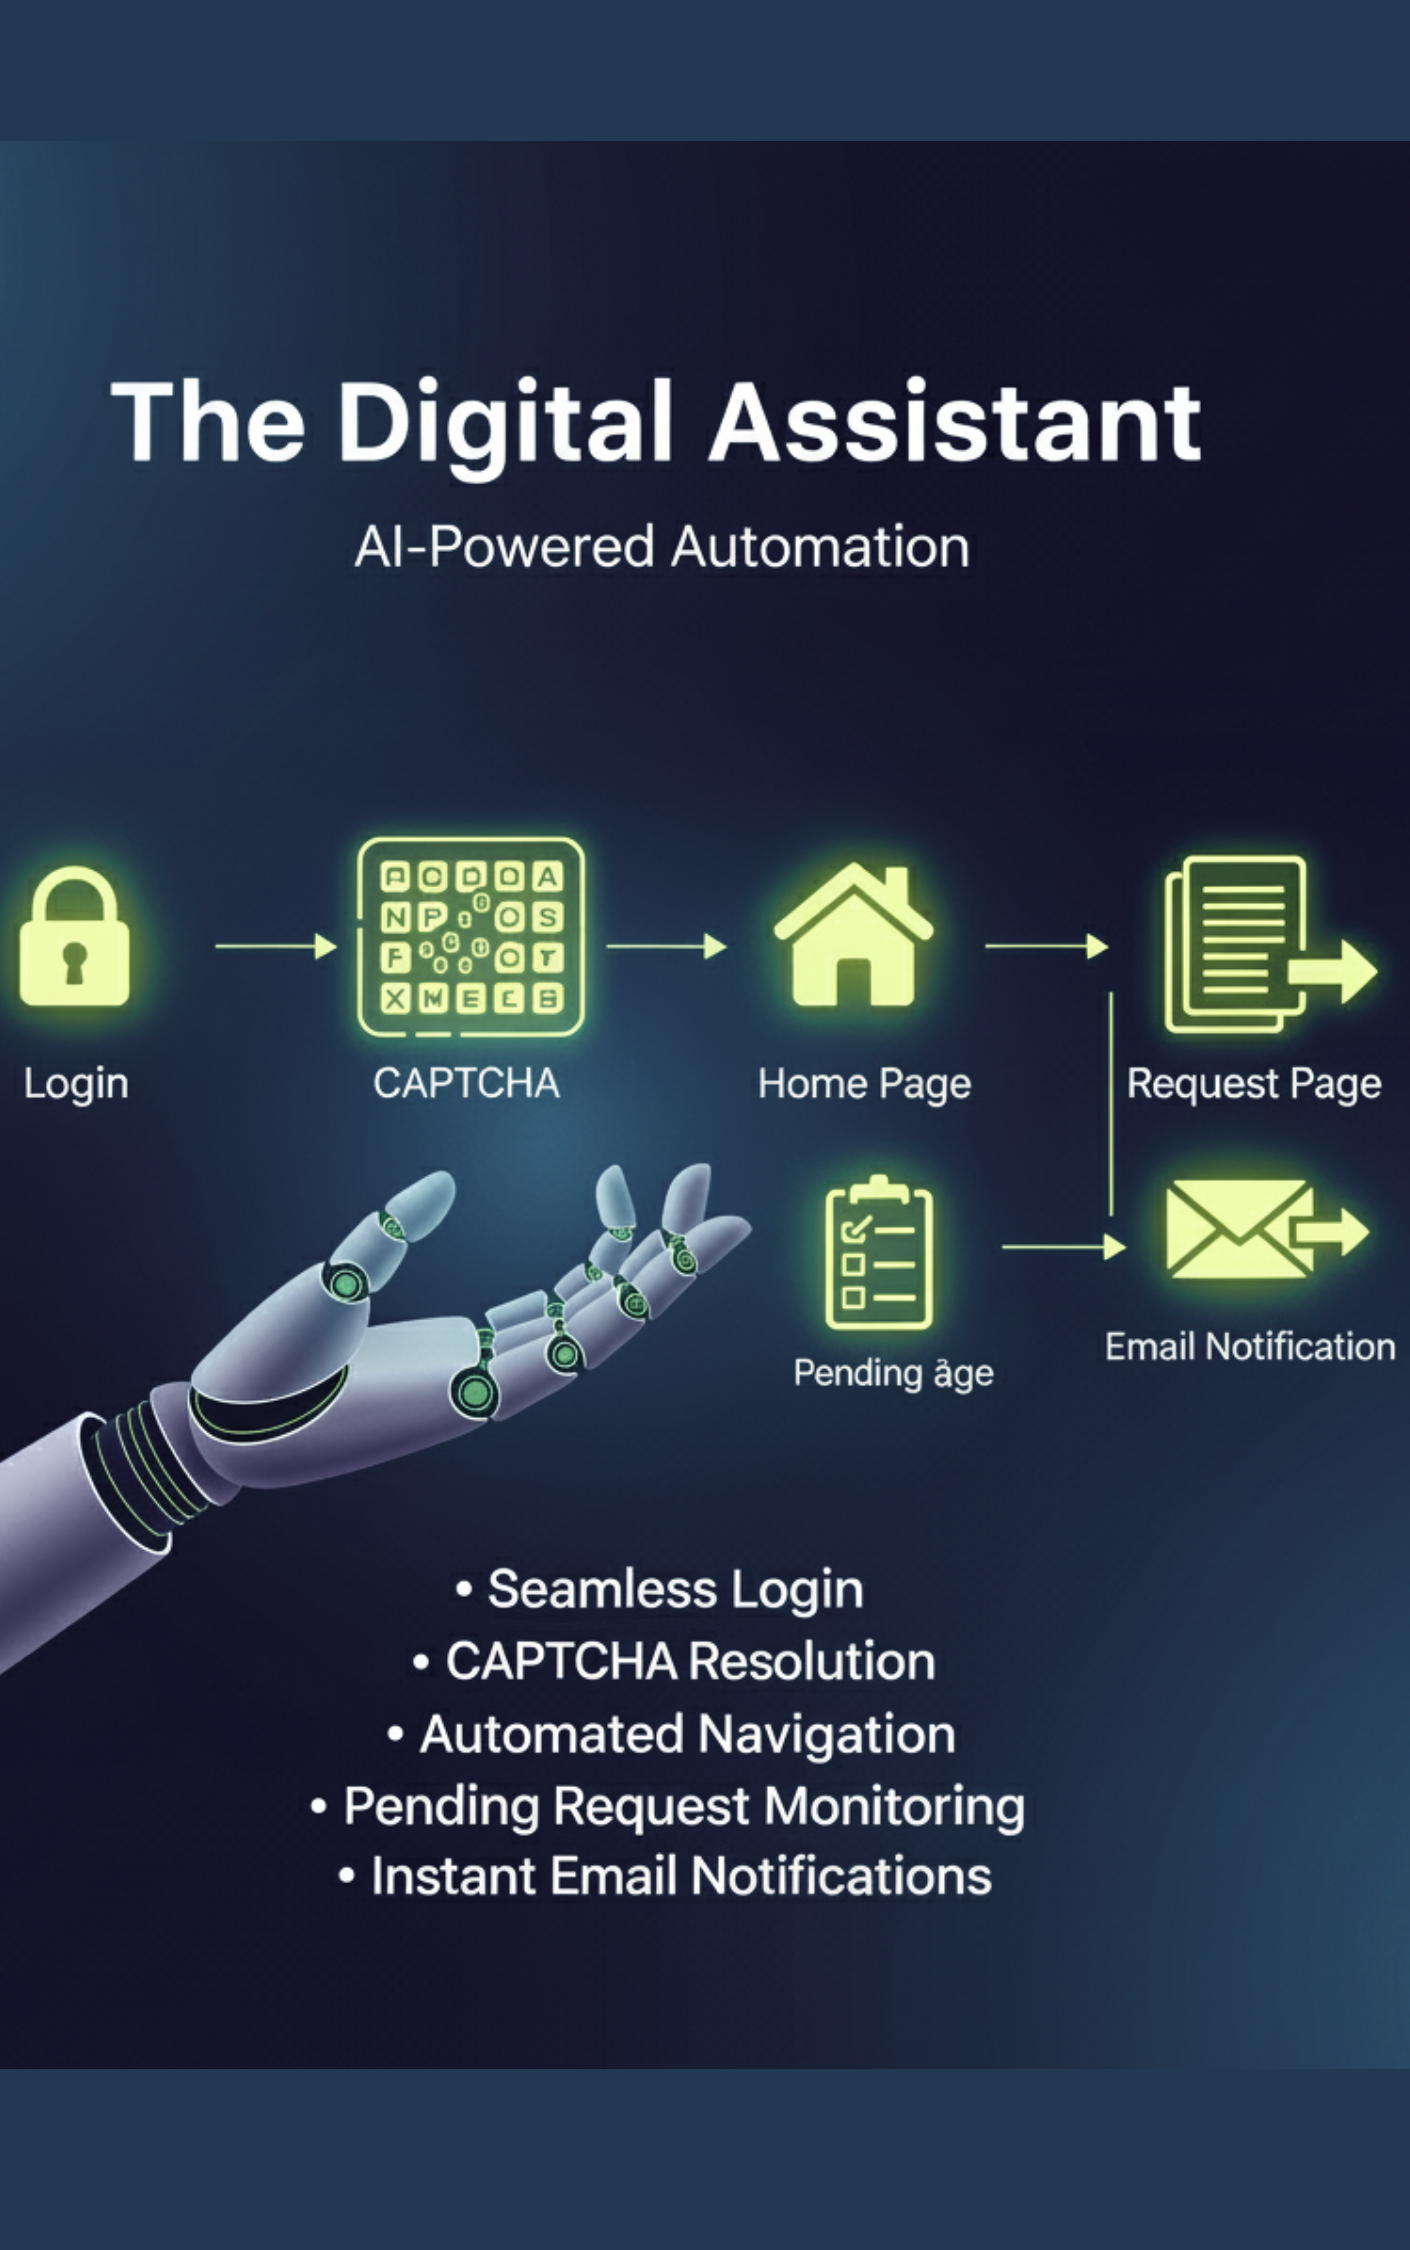 The Digital Assistant
AI-Powered Automation
A O D O A
N P O S
F O T
X M E E B
Login
CAPTCHA
Home Page
Request Page
Pending ãge
Email Notification
• Seamless Login
• CAPTCHA Resolution
• Automated Navigation
• Pending Request Monitoring
• Instant Email Notifications